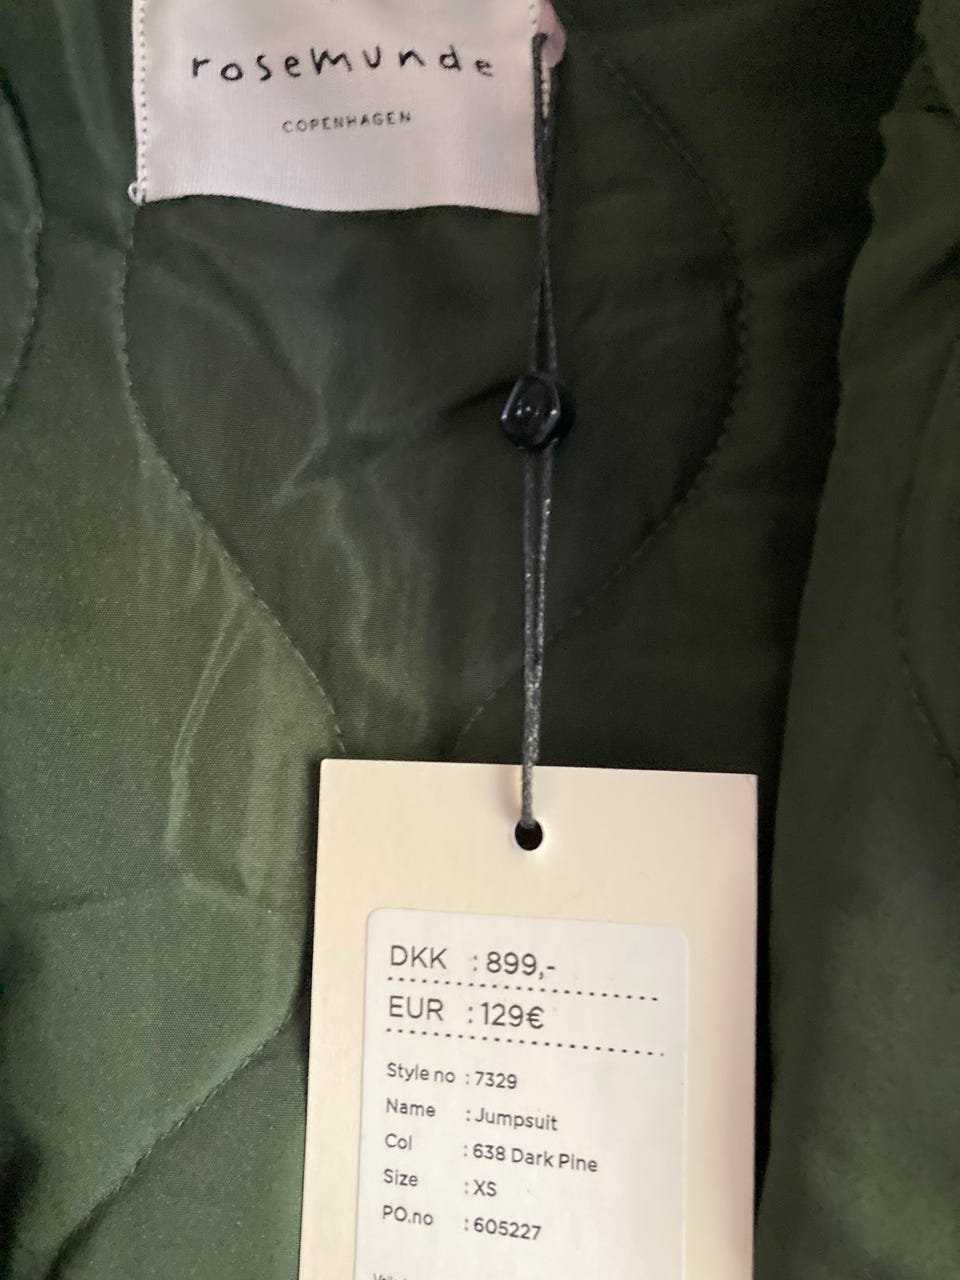 rosemunde
COPENHAGEN
DKK : 899,-
EUR : 129€
Style no : 7329
Name : Jumpsuit
Col : 638 Dark Pine
Size : XS
PO.no : 605227